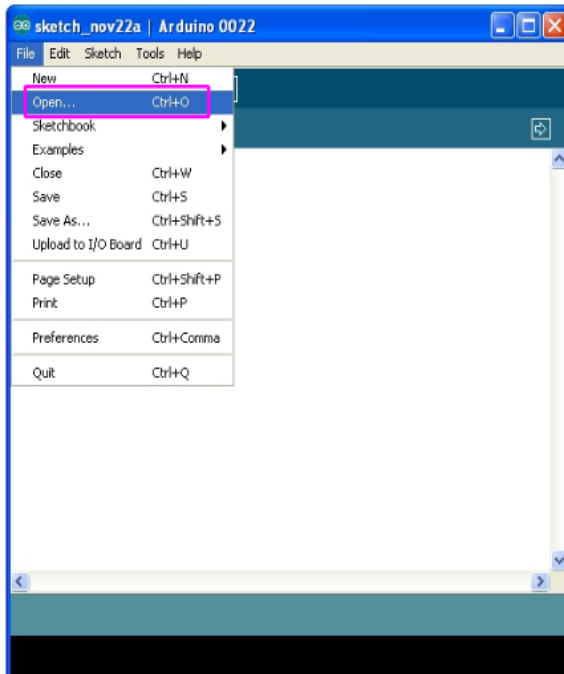 sketch_nov22a | Arduino 0022
File Edit Sketch Tools Help
New Ctrl+N
Open... Ctrl+O
Sketchbook
Examples
Close Ctrl+W
Save Ctrl+S
Save As... Ctrl+Shift+S
Upload to I/O Board Ctrl+U
Page Setup Ctrl+Shift+P
Print Ctrl+P
Preferences Ctrl+Comma
Quit Ctrl+Q